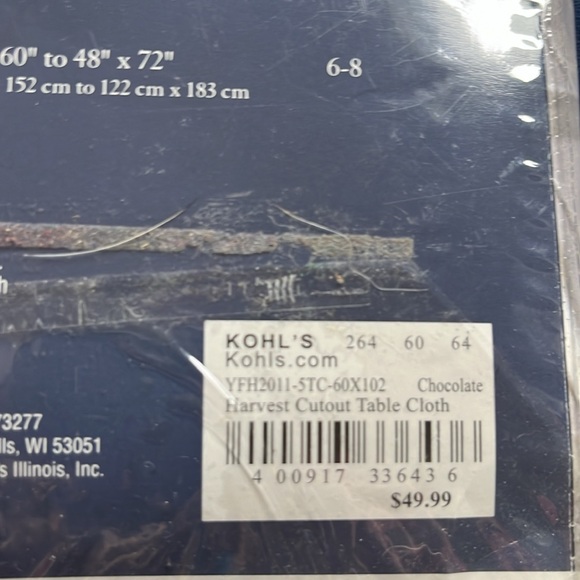 60" to 48" x 72" 6-8
152 cm to 122 cm x 183 cm
KOHL'S 264 60 64
Kohls.com
YFH2011-5TC-60X102 Chocolate
Harvest Cutout Table Cloth
4 00917 33643 6
$49.99
73277
lls, WI 53051
s Illinois, Inc.